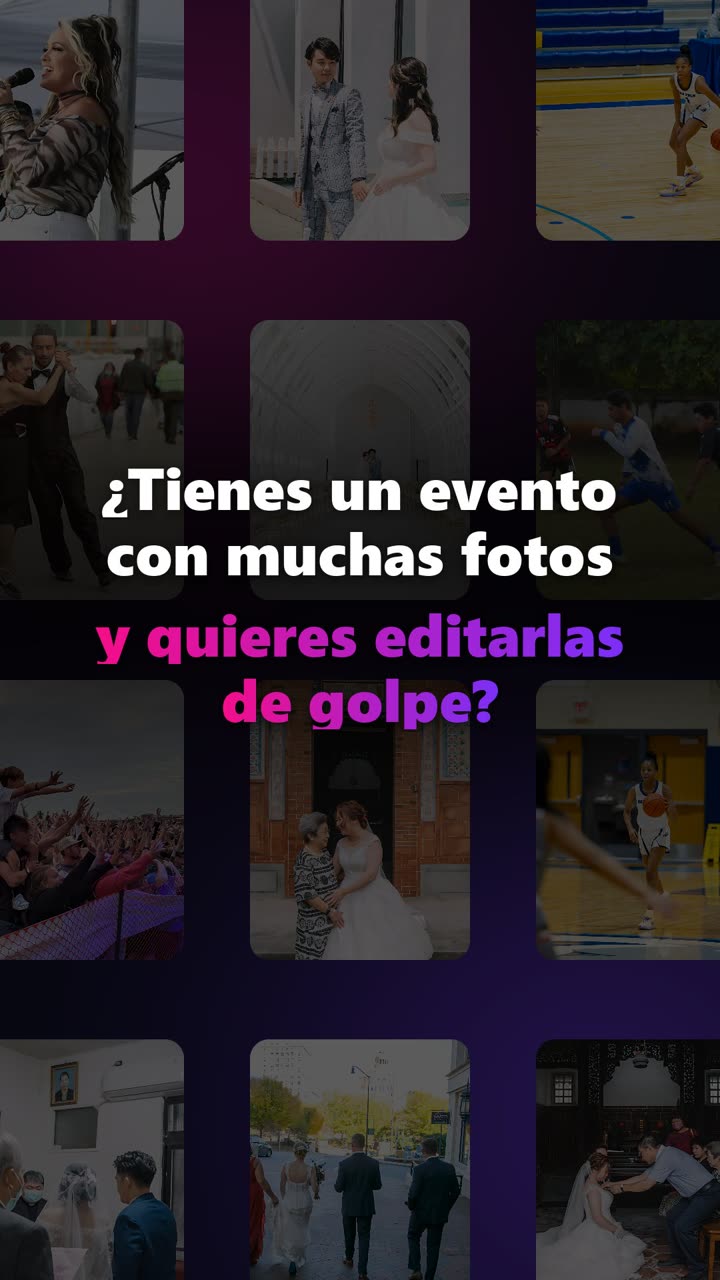 ¿Tienes un evento
con muchas fotos
y quieres editarlas
de golpe?